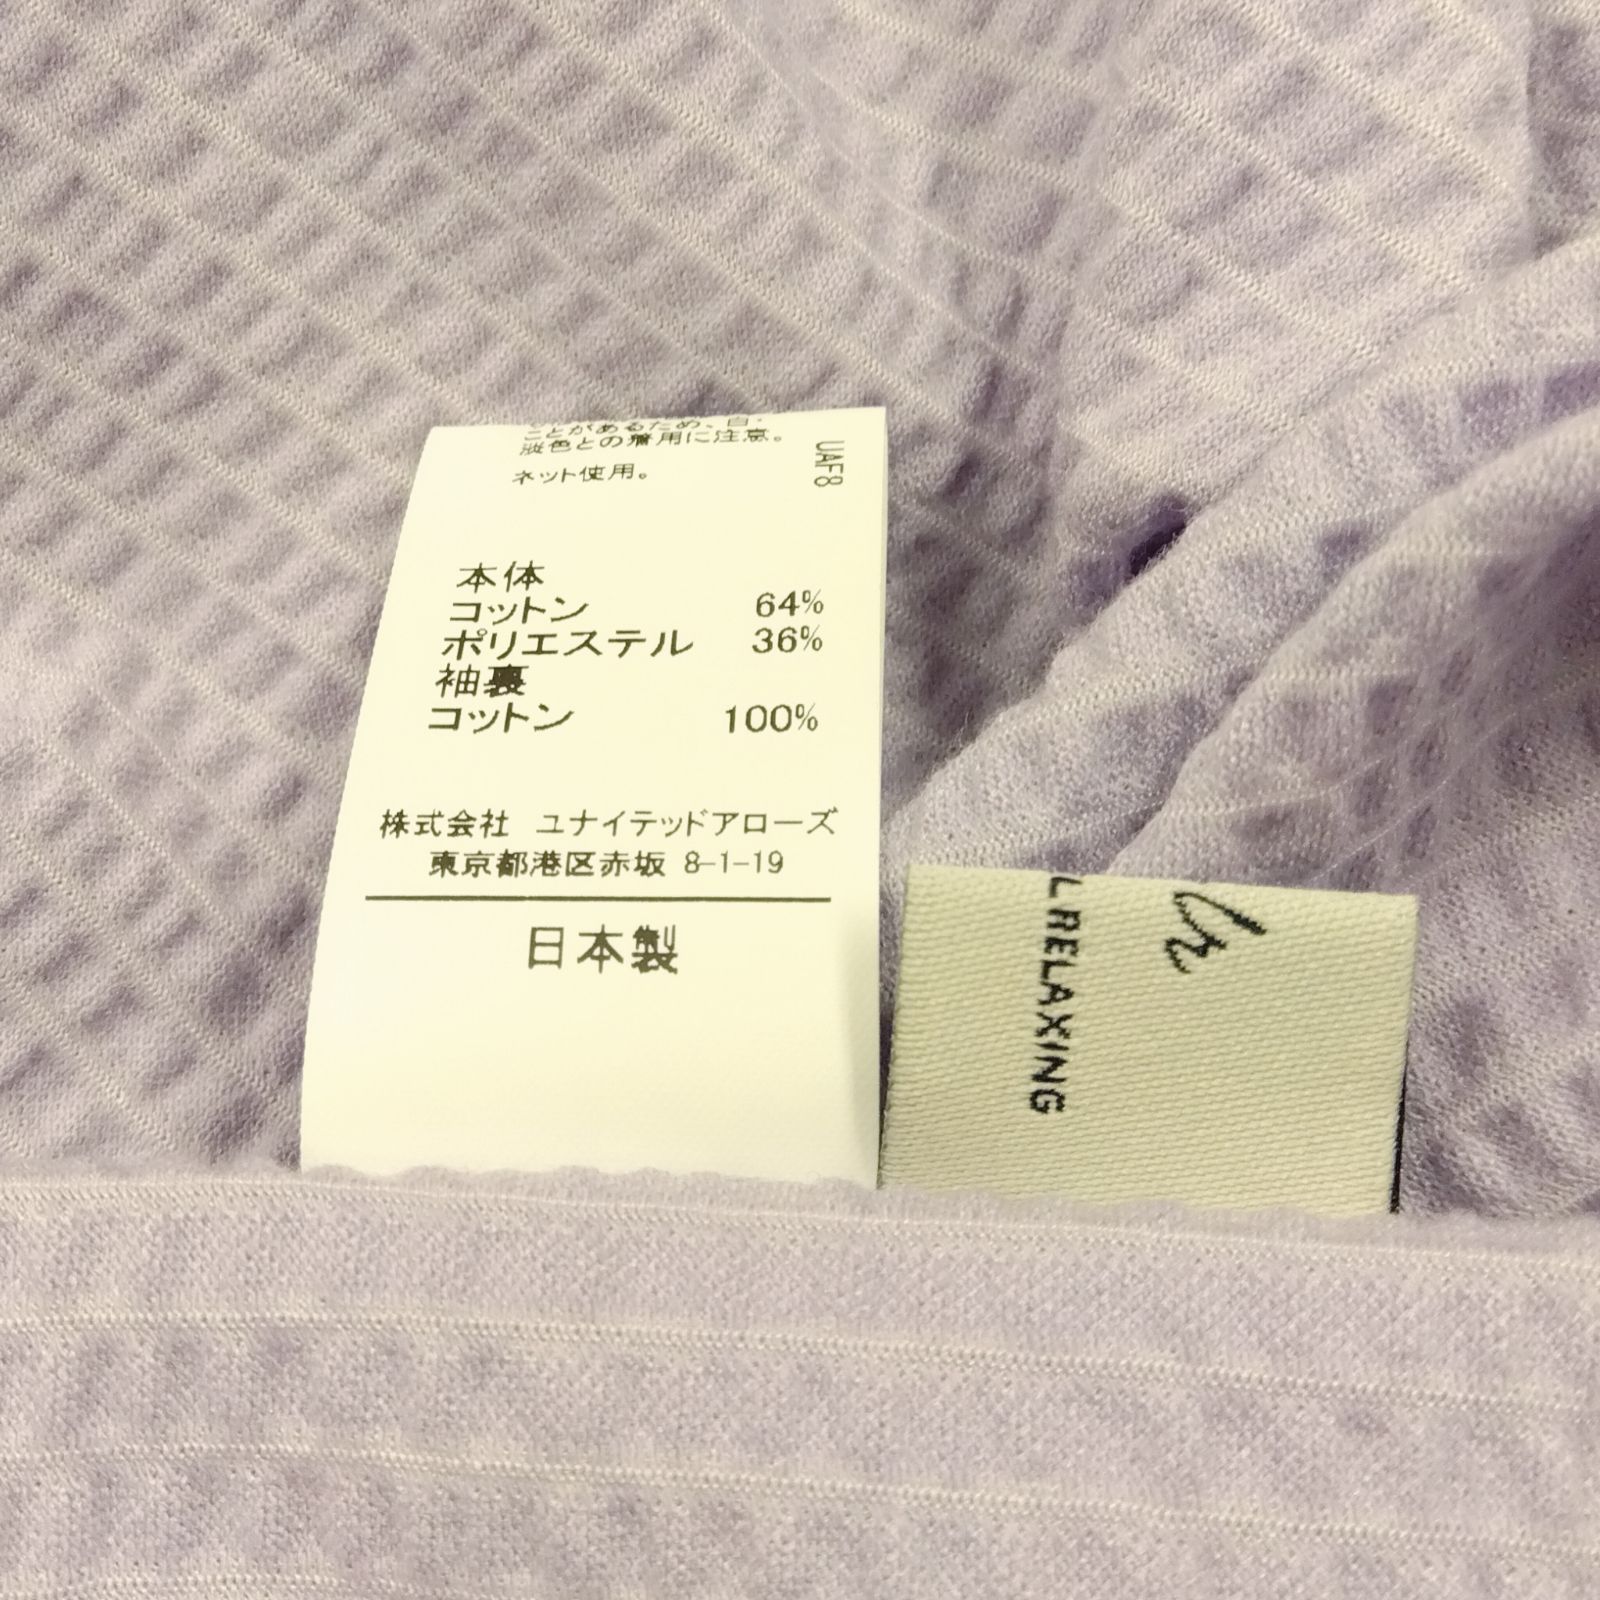 ことがあるため、白・
淡色との着用に注意。
ネット使用。
UAF8
本体
コットン 64%
ポリエステル 36%
袖裏
コットン 100%
株式会社 ユナイテッドアローズ
東京都港区赤坂 8-1-19
日本製
L RELAXING